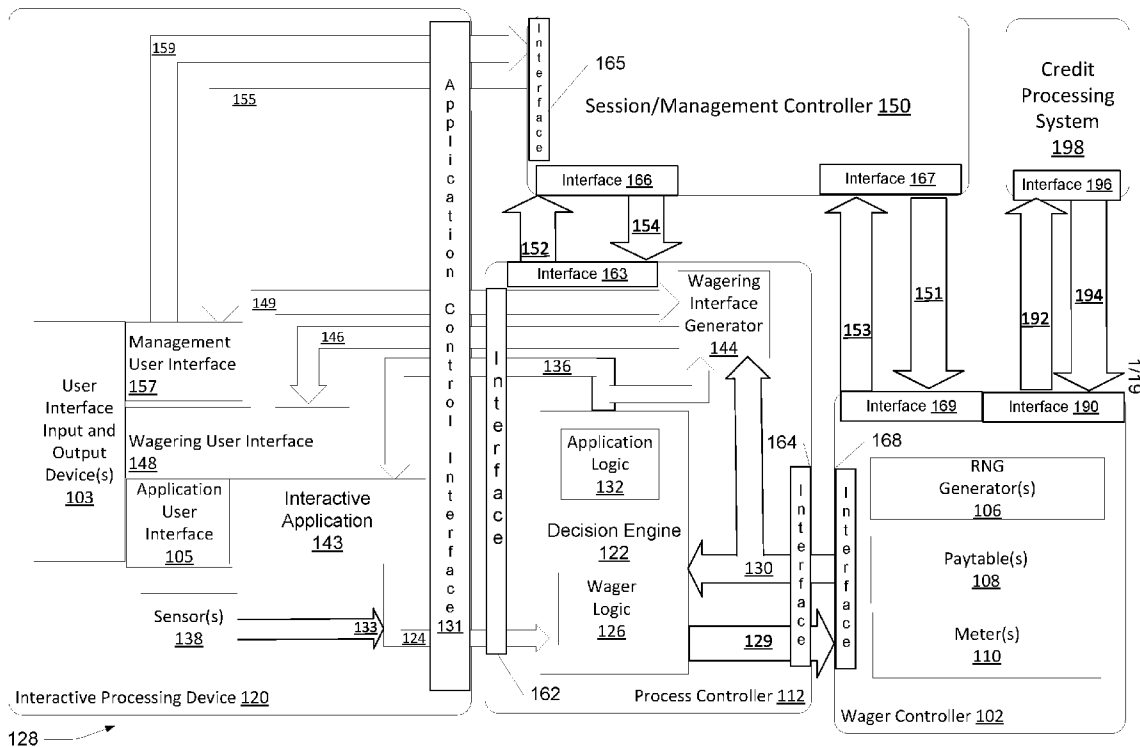 159
155
Application Control Interface 131
Interface
165
Session/Management Controller 150
Credit
Processing
System
198
Interface 166
Interface 167
Interface 196
152
154
153
151
192
194
1/19
Interface 163
Wagering
Interface
Generator
144
149
146
136
Interface
Management
User Interface
157
User
Interface
Input and
Output
Device(s)
103
Wagering User Interface
148
Application
User
Interface
105
Interactive
Application
143
Application
Logic
132
Decision Engine
122
Wager
Logic
126
164
168
Interface
Interface
130
129
Interface 169
Interface 190
RNG
Generator(s)
106
Paytable(s)
108
Meter(s)
110
Sensor(s)
138
133
124
Interactive Processing Device 120
162
Process Controller 112
Wager Controller 102
128